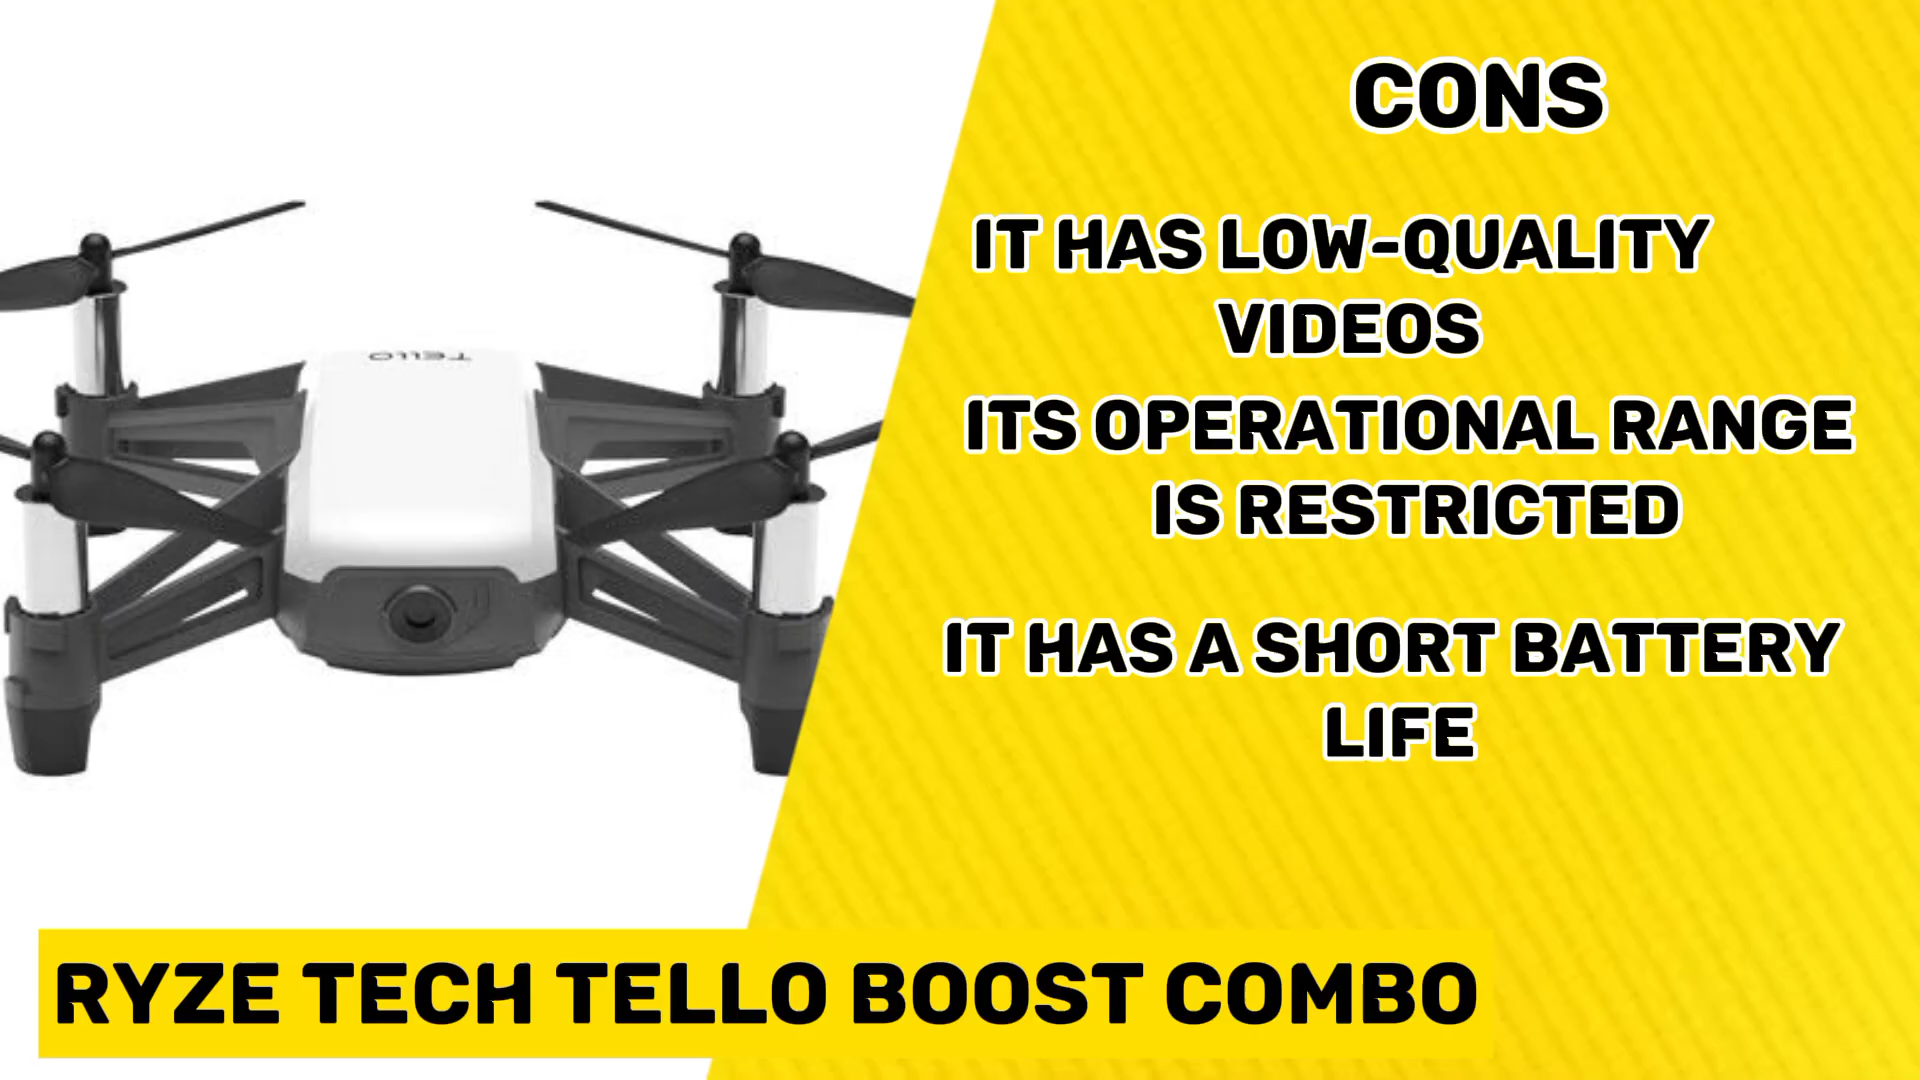 CONS
IT HAS LOW-QUALITY
VIDEOS
ITS OPERATIONAL RANGE
IS RESTRICTED
IT HAS A SHORT BATTERY
LIFE
TELLO
RYZE TECH TELLO BOOST COMBO